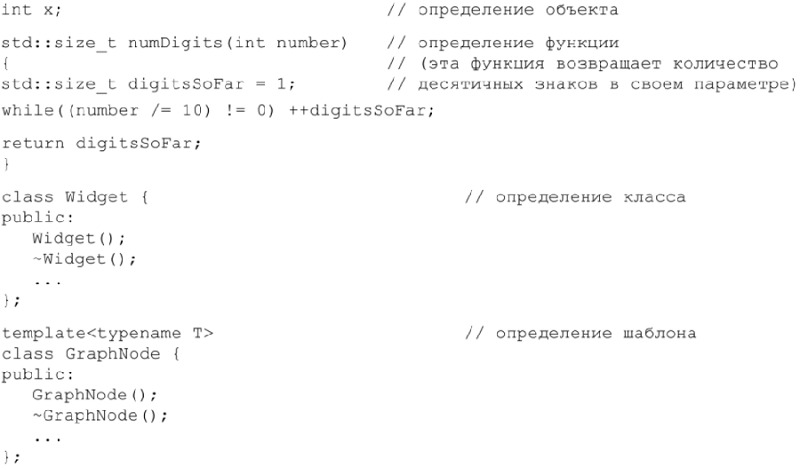 int x; // определение объекта
std::size_t numDigits(int number) // определение функции
{ // (эта функция возвращает количество
std::size_t digitsSoFar = 1; // десятичных знаков в своем параметре)
while((number /= 10) != 0) ++digitsSoFar;
return digitsSoFar;
}
class Widget { // определение класса
public:
Widget();
~Widget();
...
};
template<typename T> // определение шаблона
class GraphNode {
public:
GraphNode();
~GraphNode();
...
};